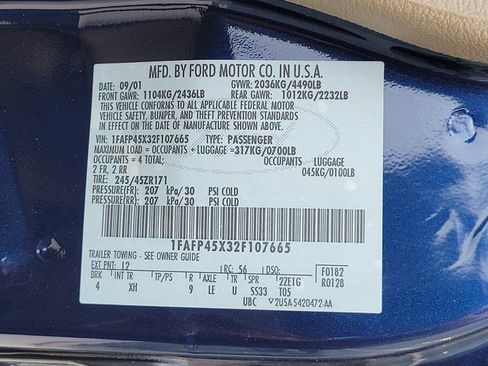 MFD. BY FORD MOTOR CO. IN U.S.A.
DATE: 09/01 GVWR: 2036KG/4490LB
FRONT GAWR: 1104KG/2436LB REAR GAWR: 1012KG/2232LB
THIS VEHICLE CONFORMS TO ALL APPLICABLE FEDERAL MOTOR
VEHICLE SAFETY, BUMPER, AND THEFT PREVENTION STANDARDS
IN EFFECT ON THE DATE OF MANUFACTURE SHOWN ABOVE.
VIN: 1FAFP45X32F107665 TYPE: PASSENGER
MAXIMUM LOAD = OCCUPANTS + LUGGAGE =317KG/0700LB
OCCUPANTS = 4 TOTAL; OCCUPANTS LUGGAGE
2 FR, 2 RR 045KG/0100LB
TIRE: 245/45ZR17I
PRESSURE(FR): 207 kPa/30 PSI COLD
PRESSURE(RR): 207 kPa/30 PSI COLD
1FAFP45X32F107665
TRAILER TOWING - SEE OWNER GUIDE
EXT PNT: 12 RC: 56 DSO: F0182
BRK INT TR TP/PS R AXLE TR SPR 2ZE1G R0128
4 XH 9 LE U SS33 T05
UBC 2USA-5420472-AA